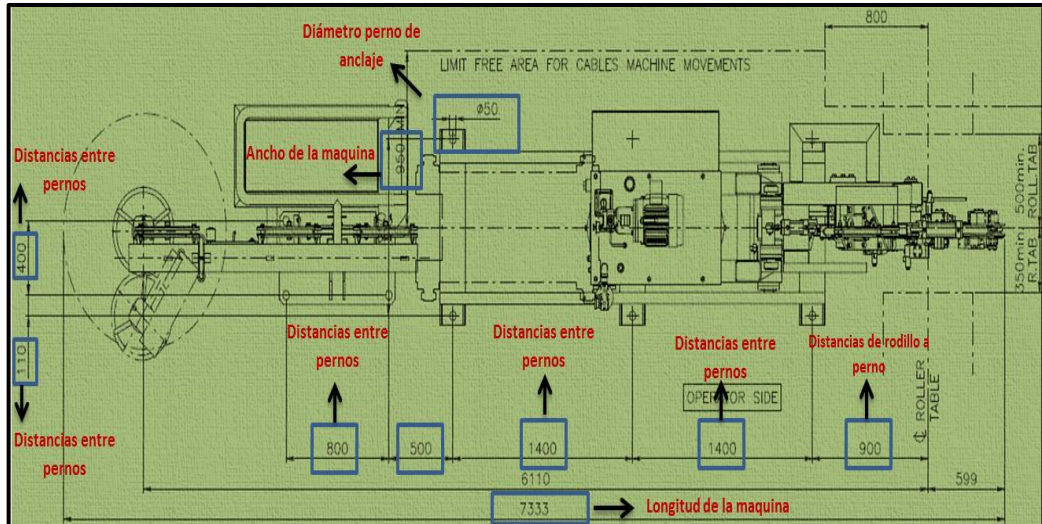 Diámetro perno de
anclaje
800
LIMIT FREE AREA FOR CABLES MACHINE MOVEMENTS
ø50
Distancias entre
pernos
Ancho de la maquina
950 MIN
500min.
ROLL.TAB
350min.
R.TAB
400
110
Distancias entre
pernos
Distancias entre
pernos
Distancias entre
pernos
Distancias entre
pernos
Distancias de rodillo a
perno
OPERATOR SIDE
℄ ROLLER
TABLE
800
500
1400
1400
900
6110
599
7333
Longitud de la maquina